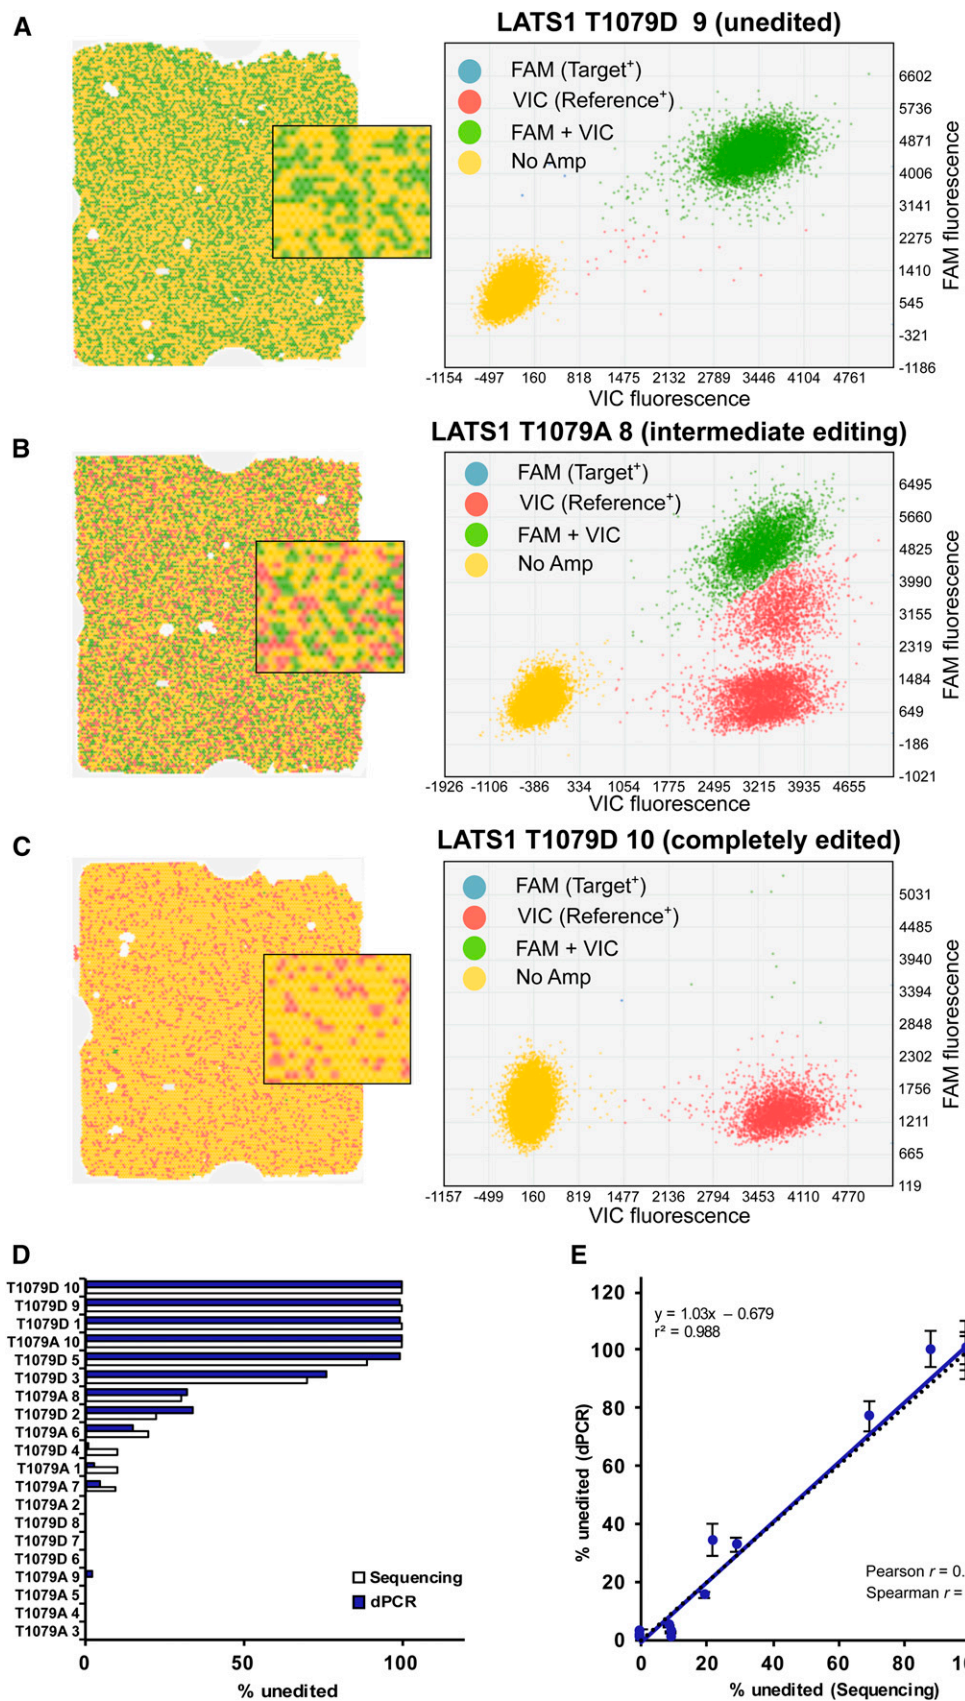 A
LATS1 T1079D 9 (unedited)
FAM (Target+)
VIC (Reference+)
FAM + VIC
No Amp
6602
5736
4871
4006
3141
2275
1410
545
-321
-1186
FAM fluorescence
-1154 -497 160 818 1475 2132 2789 3446 4104 4761
VIC fluorescence
B
LATS1 T1079A 8 (intermediate editing)
FAM (Target+)
VIC (Reference+)
FAM + VIC
No Amp
6495
5660
4825
3990
3155
2319
1484
649
-186
-1021
FAM fluorescence
-1926 -1106 -386 334 1054 1775 2495 3215 3935 4655
VIC fluorescence
C
LATS1 T1079D 10 (completely edited)
FAM (Target+)
VIC (Reference+)
FAM + VIC
No Amp
5031
4485
3940
3394
2848
2302
1756
1211
665
119
FAM fluorescence
-1157 -499 160 819 1477 2136 2794 3453 4110 4770
VIC fluorescence
D
T1079D 10
T1079D 9
T1079D 1
T1079A 10
T1079D 5
T1079D 3
T1079A 8
T1079D 2
T1079A 6
T1079D 4
T1079A 1
T1079A 7
T1079A 2
T1079D 8
T1079D 7
T1079D 6
T1079A 9
T1079A 5
T1079A 4
T1079A 3
Sequencing
dPCR
0 50 100
% unedited
E
y = 1.03x – 0.679
r² = 0.988
120
100
80
60
40
20
0
% unedited (dPCR)
Pearson r = 0.
Spearman r =
0 20 40 60 80 10
% unedited (Sequencing)